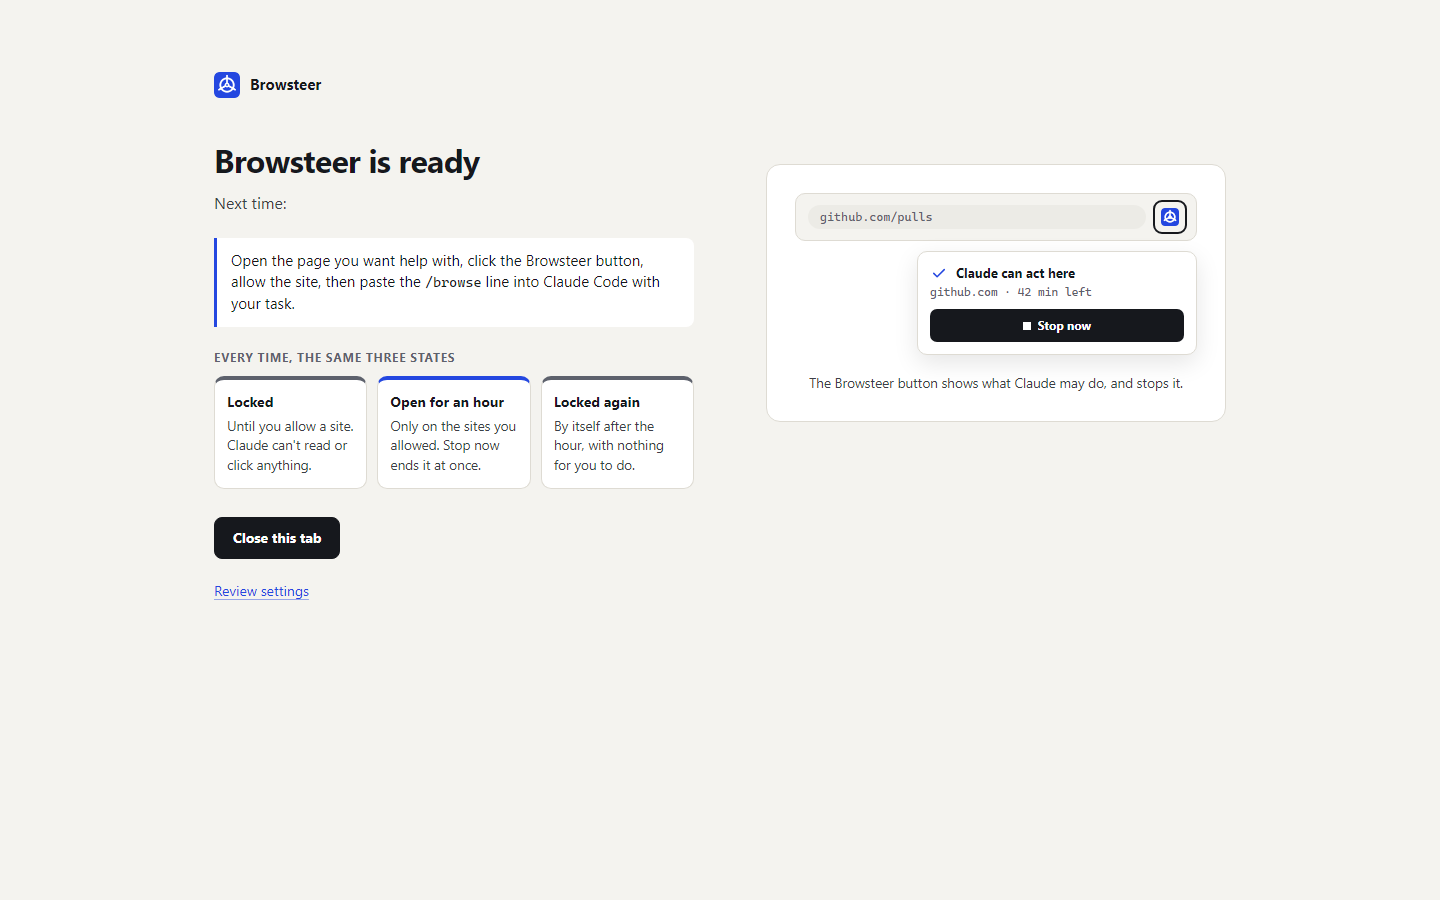 Browsteer
Browsteer is ready
Next time:
Open the page you want help with, click the Browsteer button,
allow the site, then paste the /browse line into Claude Code with
your task.
EVERY TIME, THE SAME THREE STATES
Locked
Until you allow a site.
Claude can't read or
click anything.
Open for an hour
Only on the sites you
allowed. Stop now
ends it at once.
Locked again
By itself after the
hour, with nothing
for you to do.
Close this tab
Review settings
github.com/pulls
Claude can act here
github.com · 42 min left
Stop now
The Browsteer button shows what Claude may do, and stops it.